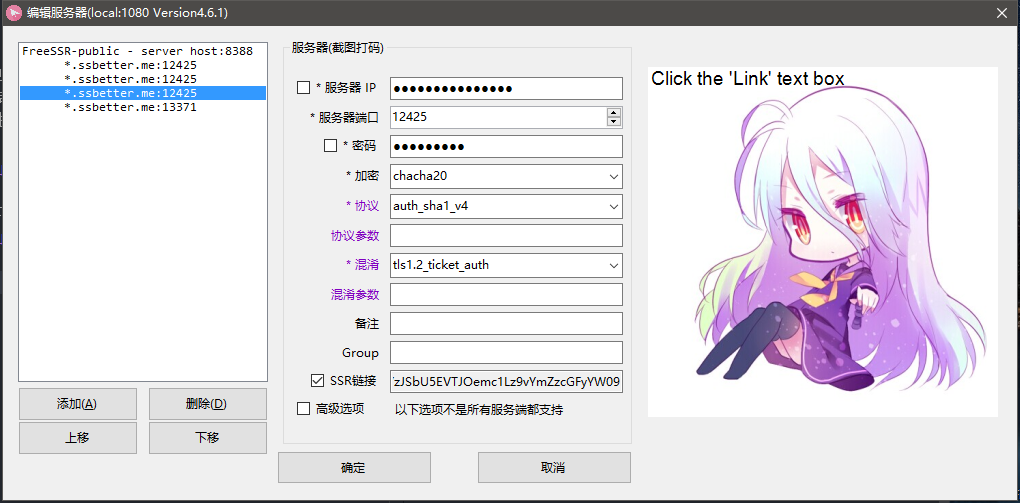 编辑服务器(local:1080 Version4.6.1)
FreeSSR-public - server host:8388
*.ssbetter.me:12425
*.ssbetter.me:12425
*.ssbetter.me:12425
*.ssbetter.me:13371
添加(A)
删除(D)
上移
下移
服务器(截图打码)
* 服务器 IP ●●●●●●●●●●●●●●●
* 服务器端口 12425
* 密码 ●●●●●●●●●
* 加密 chacha20
* 协议 auth_sha1_v4
协议参数
* 混淆 tls1.2_ticket_auth
混淆参数
备注
Group
SSR链接 zJSbU5EVTJOemc1Lz9vYmZzcGFyYW09
高级选项 以下选项不是所有服务端都支持
确定
取消
Click the 'Link' text box